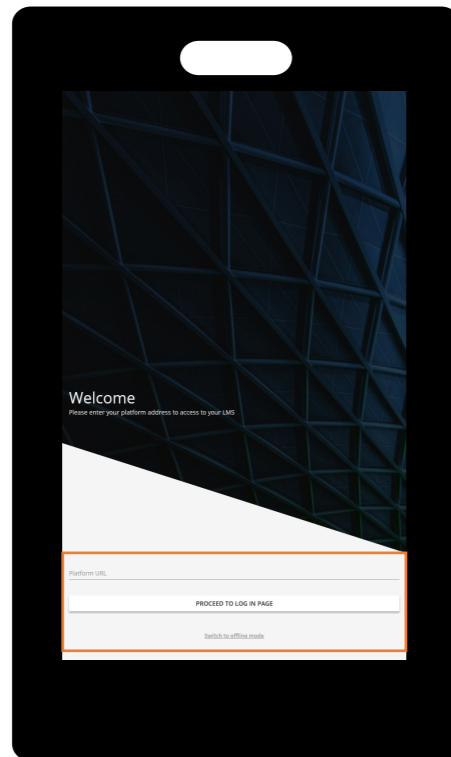 Welcome
Please enter your platform address to access to your LMS
Platform URL
PROCEED TO LOG IN PAGE
Switch to offline mode